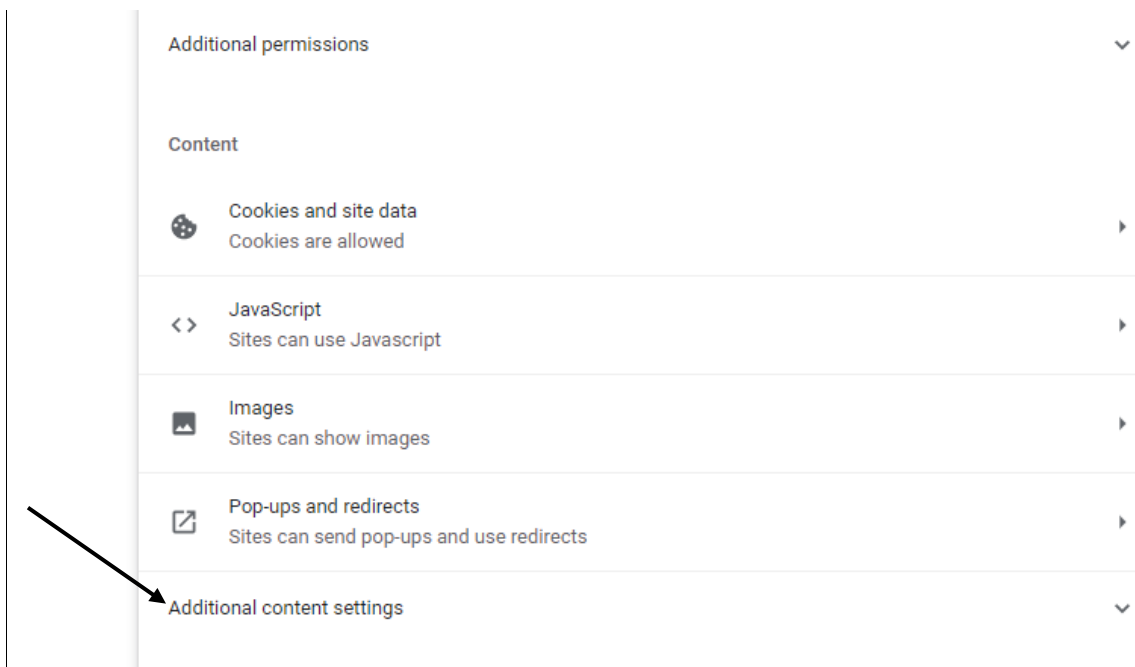 Additional permissions
Content
Cookies and site data
Cookies are allowed
JavaScript
Sites can use Javascript
Images
Sites can show images
Pop-ups and redirects
Sites can send pop-ups and use redirects
Additional content settings